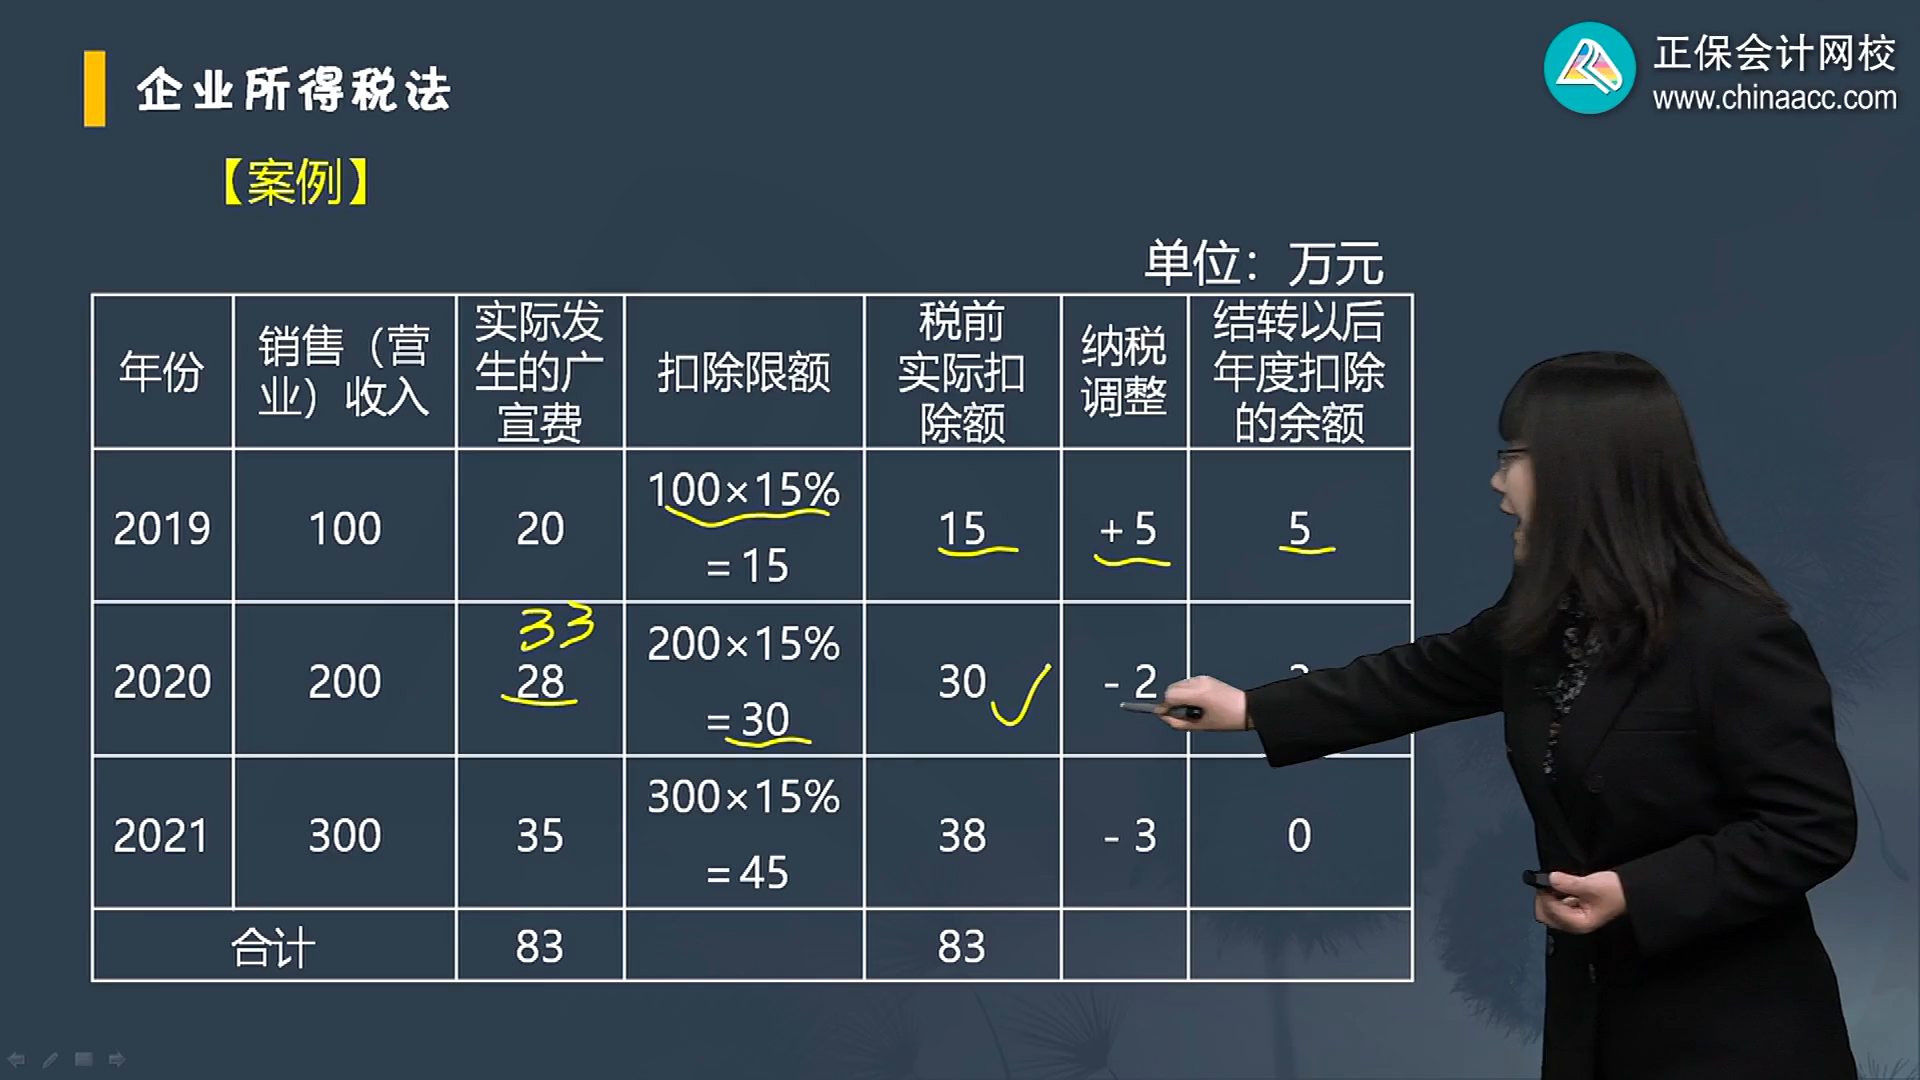 企业所得税法
正保会计网校
www.chinaacc.com
【案例】
单位：万元
年份
销售（营
业）收入
实际发
生的广
宣费
扣除限额
税前
实际扣
除额
纳税
调整
结转以后
年度扣除
的余额
2019
100
20
100×15%
=15
15
+5
5
2020
200
33
28
200×15%
=30
30
-2
2021
300
35
300×15%
=45
38
-3
0
合计
83
83